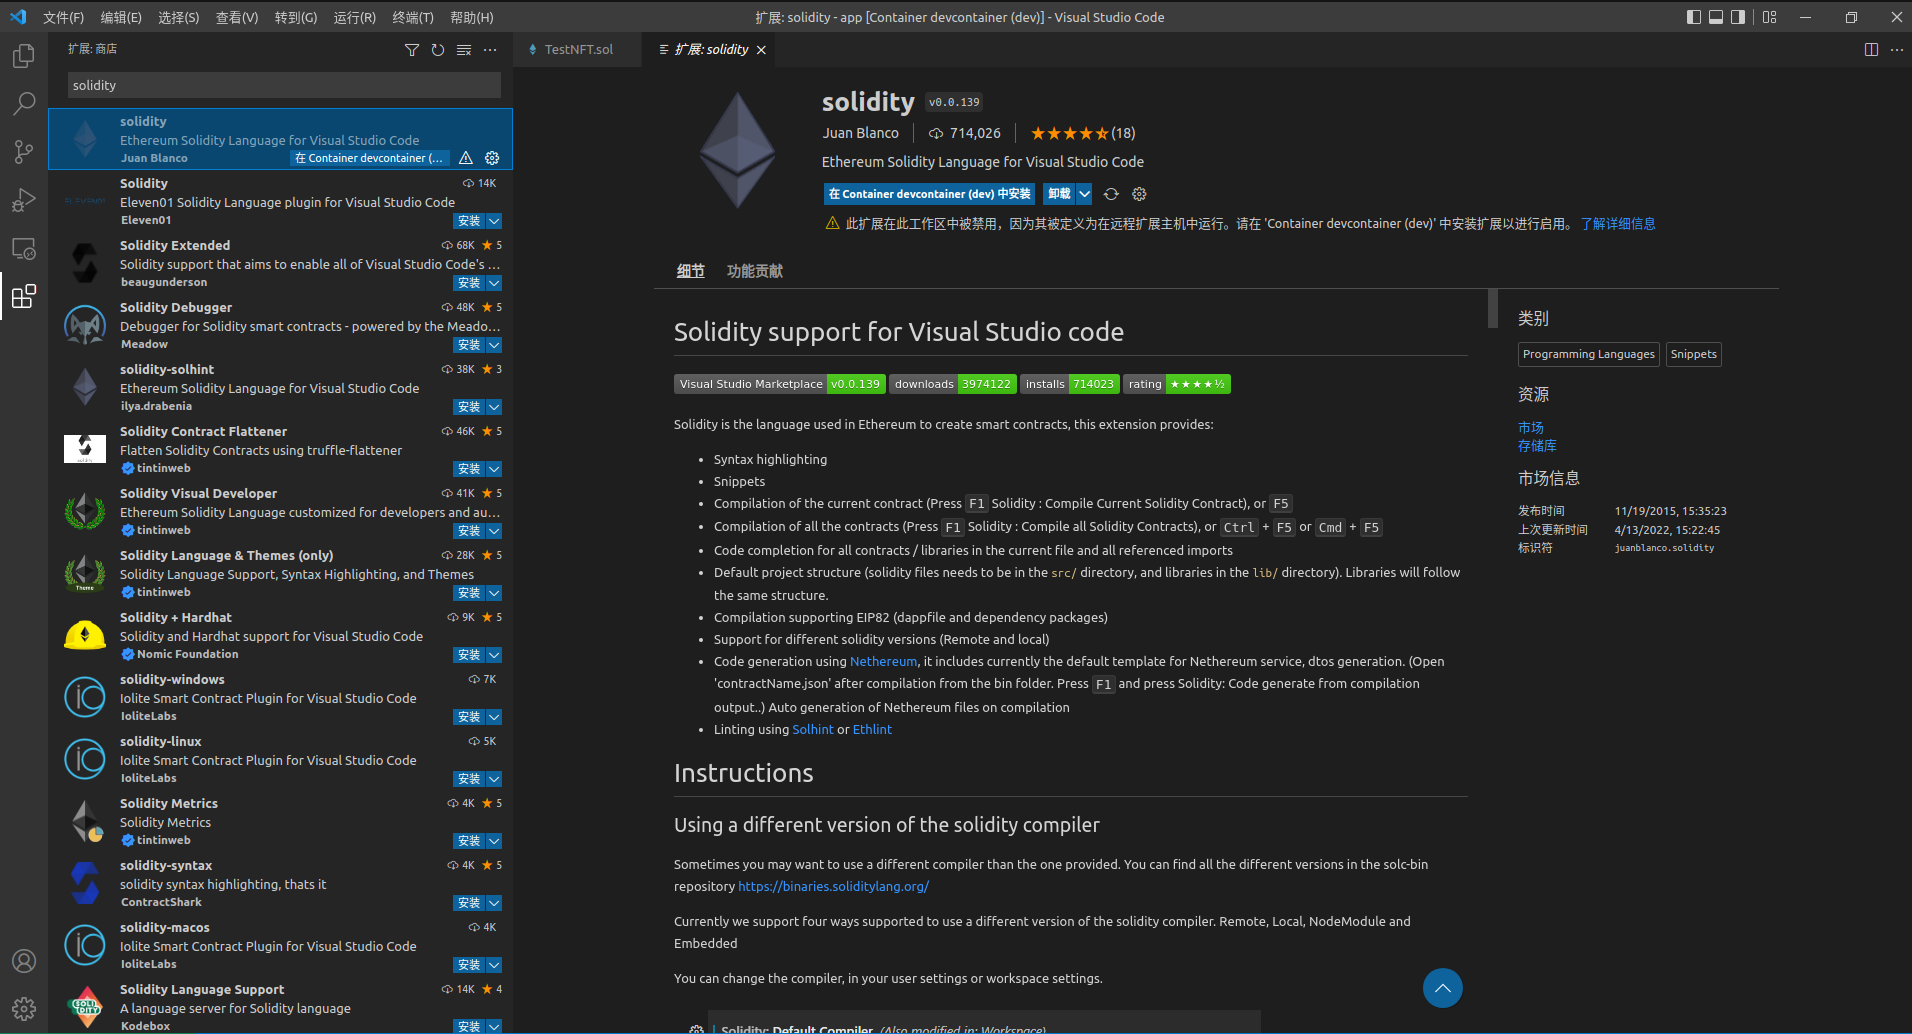 文件(F) 编辑(E) 选择(S) 查看(V) 转到(G) 运行(R) 终端(T) 帮助(H) 扩展: solidity - app [Container devcontainer (dev)] - Visual Studio Code
扩展: 商店
TestNFT.sol
扩展: solidity
solidity
solidity
Ethereum Solidity Language for Visual Studio Code
Juan Blanco 在 Container devcontainer (...
Solidity 14K
Eleven01 Solidity Language plugin for Visual Studio Code
Eleven01 安装
Solidity Extended 68K 5
Solidity support that aims to enable all of Visual Studio Code's ...
beaugunderson 安装
Solidity Debugger 48K 5
Debugger for Solidity smart contracts - powered by the Meado...
Meadow 安装
solidity-solhint 38K 3
Ethereum Solidity Language for Visual Studio Code
ilya.drabenia 安装
Solidity Contract Flattener 46K 5
Flatten Solidity Contracts using truffle-flattener
tintinweb 安装
Solidity Visual Developer 41K 5
Ethereum Solidity Language customized for developers and au...
tintinweb 安装
Solidity Language & Themes (only) 28K 5
Solidity Language Support, Syntax Highlighting, and Themes
Theme
tintinweb 安装
Solidity + Hardhat 9K 5
Solidity and Hardhat support for Visual Studio Code
Nomic Foundation 安装
solidity-windows 7K
Iolite Smart Contract Plugin for Visual Studio Code
IoliteLabs 安装
solidity-linux 5K
Iolite Smart Contract Plugin for Visual Studio Code
IoliteLabs 安装
Solidity Metrics 4K 5
Solidity Metrics
tintinweb 安装
solidity-syntax 4K 5
solidity syntax highlighting, thats it
ContractShark 安装
solidity-macos 4K
Iolite Smart Contract Plugin for Visual Studio Code
IoliteLabs 安装
Solidity Language Support 14K 4
A language server for Solidity language
SOLI
DITY
Kodebox 安装
solidity v0.0.139
Juan Blanco 714,026 (18)
Ethereum Solidity Language for Visual Studio Code
在 Container devcontainer (dev) 中安装 卸载
此扩展在此工作区中被禁用，因为其被定义为在远程扩展主机中运行。请在 'Container devcontainer (dev)' 中安装扩展以进行启用。 了解详细信息
细节 功能贡献
Solidity support for Visual Studio code
Visual Studio Marketplace v0.0.139 downloads 3974122 installs 714023 rating ★★★★½
Solidity is the language used in Ethereum to create smart contracts, this extension provides:
• Syntax highlighting
• Snippets
• Compilation of the current contract (Press F1 Solidity : Compile Current Solidity Contract), or F5
• Compilation of all the contracts (Press F1 Solidity : Compile all Solidity Contracts), or Ctrl + F5 or Cmd + F5
• Code completion for all contracts / libraries in the current file and all referenced imports
• Default project structure (solidity files needs to be in the src/ directory, and libraries in the lib/ directory). Libraries will follow
the same structure.
• Compilation supporting EIP82 (dappfile and dependency packages)
• Support for different solidity versions (Remote and local)
• Code generation using Nethereum, it includes currently the default template for Nethereum service, dtos generation. (Open
'contractName.json' after compilation from the bin folder. Press F1 and press Solidity: Code generate from compilation
output..) Auto generation of Nethereum files on compilation
• Linting using Solhint or Ethlint
Instructions
Using a different version of the solidity compiler
Sometimes you may want to use a different compiler than the one provided. You can find all the different versions in the solc-bin
repository https://binaries.soliditylang.org/
Currently we support four ways supported to use a different version of the solidity compiler. Remote, Local, NodeModule and
Embedded
You can change the compiler, in your user settings or workspace settings.
Solidity: Default Compiler (Also modified in: Workspace)
类别
Programming Languages Snippets
资源
市场
存储库
市场信息
发布时间 11/19/2015, 15:35:23
上次更新时间 4/13/2022, 15:22:45
标识符 juanblanco.solidity